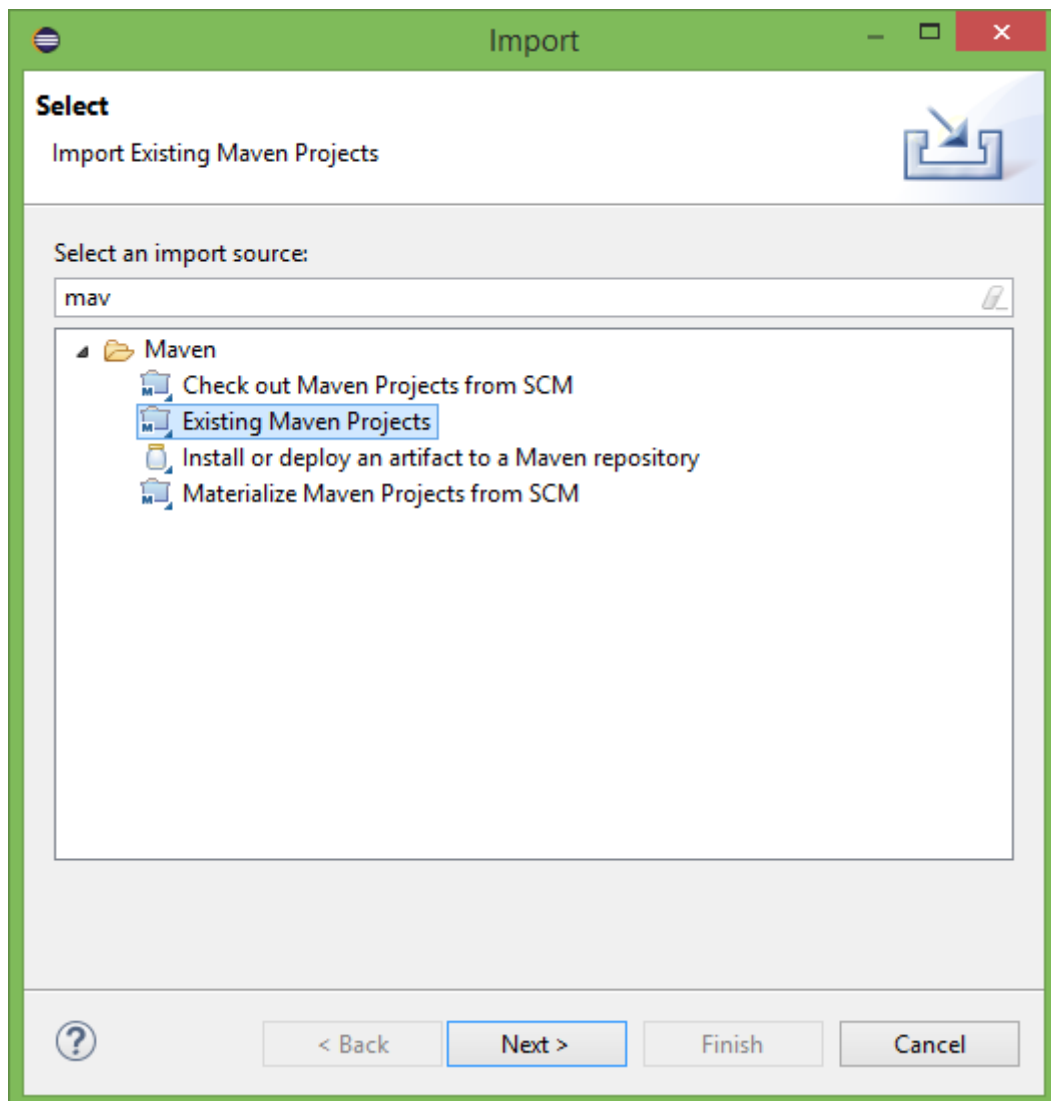 Import
Select
Import Existing Maven Projects
Select an import source:
mav
Maven
Check out Maven Projects from SCM
Existing Maven Projects
Install or deploy an artifact to a Maven repository
Materialize Maven Projects from SCM
? < Back Next > Finish Cancel